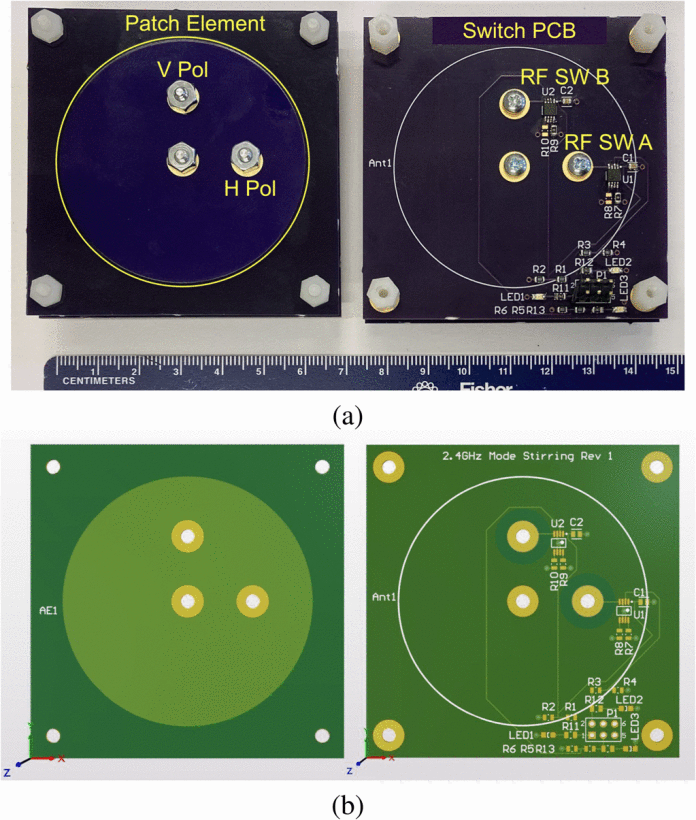 Patch Element
V Pol
H Pol
Switch PCB
RF SW B
U2 C2
R10 R9
RF SW A
Ant1
C1
U1
R8 R7
R3 R4
R12 LED2
R2 R1
P1
LED1 R11
LED3
R6 R5 R13
1 2 3 4 5 6 7 8 9 10 11 12 13 14 15
CENTIMETERS
Fisher
(a)
AE1
2.4GHz Mode Stirring Rev 1
U2 C2
R10 R9
Ant1
C1
U1
R8 R7
R3 R4
R12 LED2
R2 R1
P1
R11
2 6
LED1 1 5
LED3
R6 R5 R13
Z X
Z X
(b)